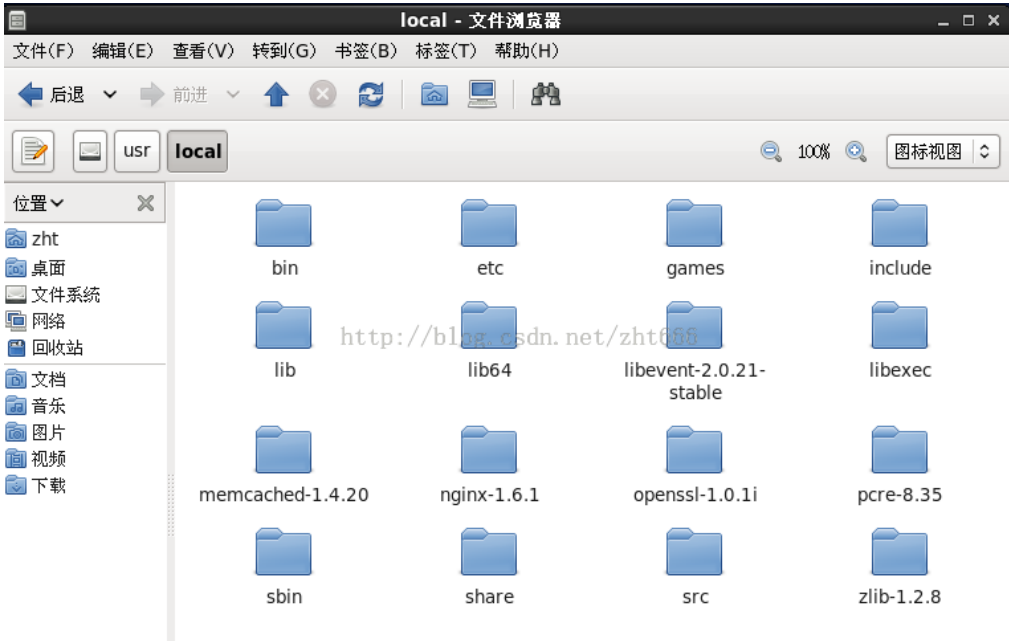 local - 文件浏览器
文件(F) 编辑(E) 查看(V) 转到(G) 书签(B) 标签(T) 帮助(H)
后退 前进
usr local 100% 图标视图
位置
zht
桌面
文件系统
网络
回收站
文档
音乐
图片
视频
下载
bin etc games include
http://blog.csdn.net/zht666
lib lib64 libevent-2.0.21-
stable libexec
memcached-1.4.20 nginx-1.6.1 openssl-1.0.1i pcre-8.35
sbin share src zlib-1.2.8